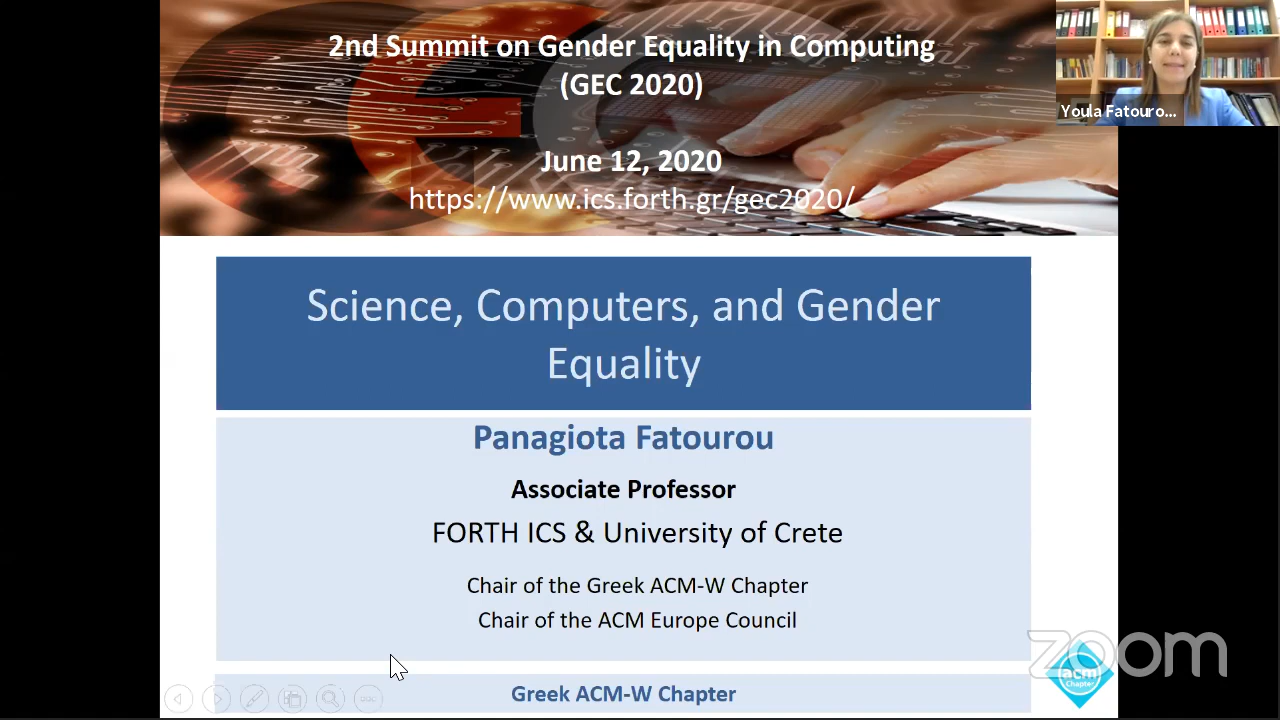 2nd Summit on Gender Equality in Computing
(GEC 2020)
June 12, 2020
https://www.ics.forth.gr/gec2020/
Youla Fatouro...
Science, Computers, and Gender
Equality
Panagiota Fatourou
Associate Professor
FORTH ICS & University of Crete
Chair of the Greek ACM-W Chapter
Chair of the ACM Europe Council
Greek ACM-W Chapter
zoom
acm
Chapter